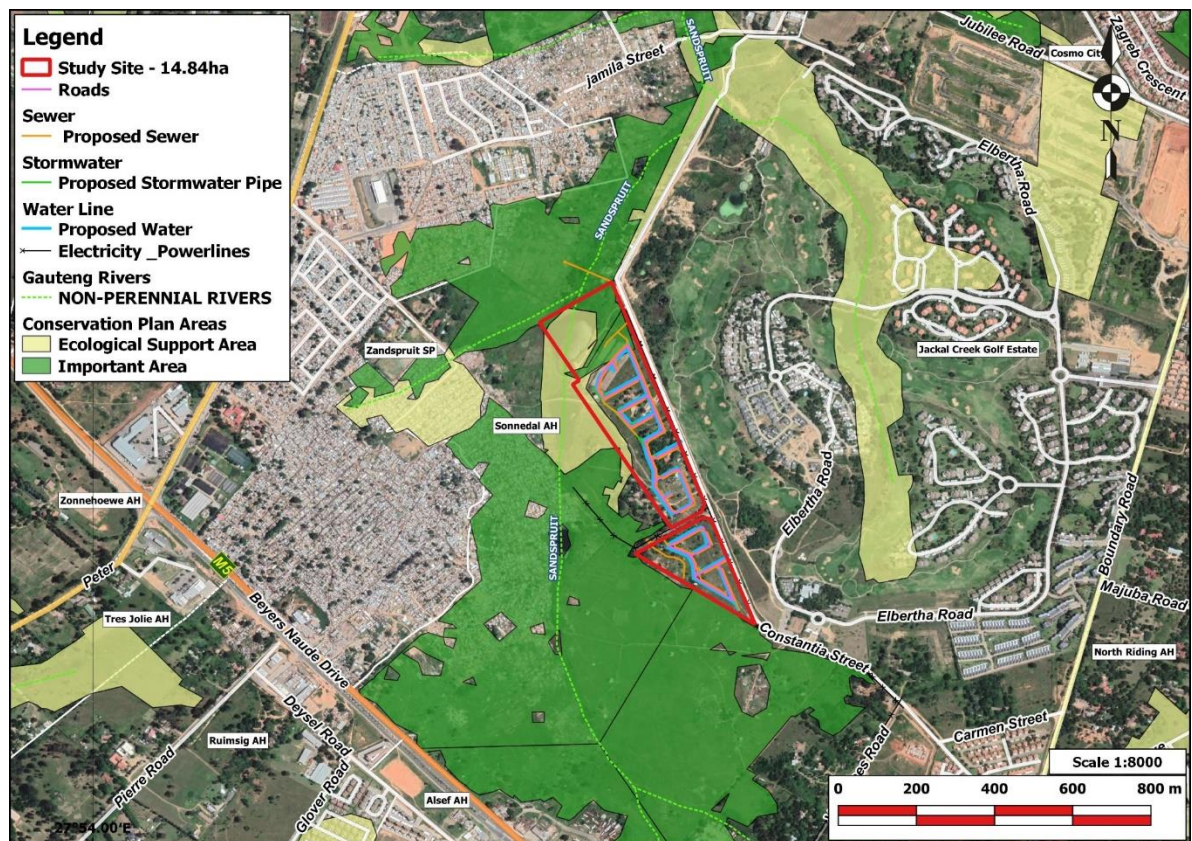 Legend
Study Site - 14.84ha
Roads
Sewer
Proposed Sewer
Stormwater
Proposed Stormwater Pipe
Water Line
Proposed Water
Electricity _Powerlines
Gauteng Rivers
NON-PERENNIAL RIVERS
Conservation Plan Areas
Ecological Support Area
Important Area
SANDSPRUIT
Jubilee Road
Cosmo City
Zagreb Crescent
N
jamila Street
Elbertha Road
SANDSPRUIT
Zandspruit SP
Jackal Creek Golf Estate
Sonnedal AH
Elbertha Road
Zonnehoewe AH
Boundary Road
SANDSPRUIT
M5
Peter
Majuba Road
Tres Jolie AH
Beyers Naude Drive
Elbertha Road
Constantia Street
North Riding AH
Deysel Road
Ruimsig AH
Carmen Street
Pierre Road
Glover Road
es Road
Alsef AH
27°54.00'E
Scale 1:8000
0 200 400 600 800 m